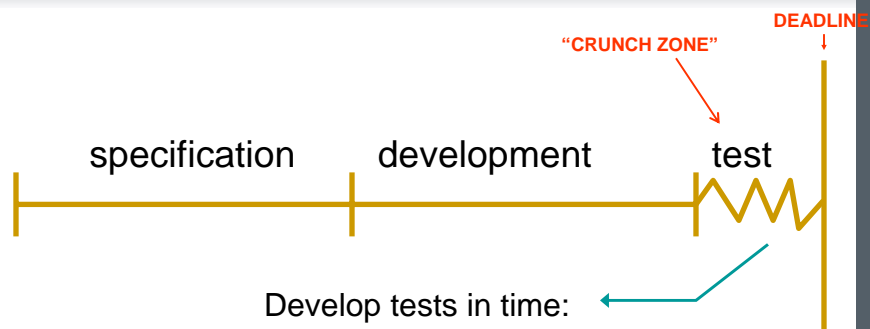 DEADLINE
“CRUNCH ZONE”
specification development test
Develop tests in time: